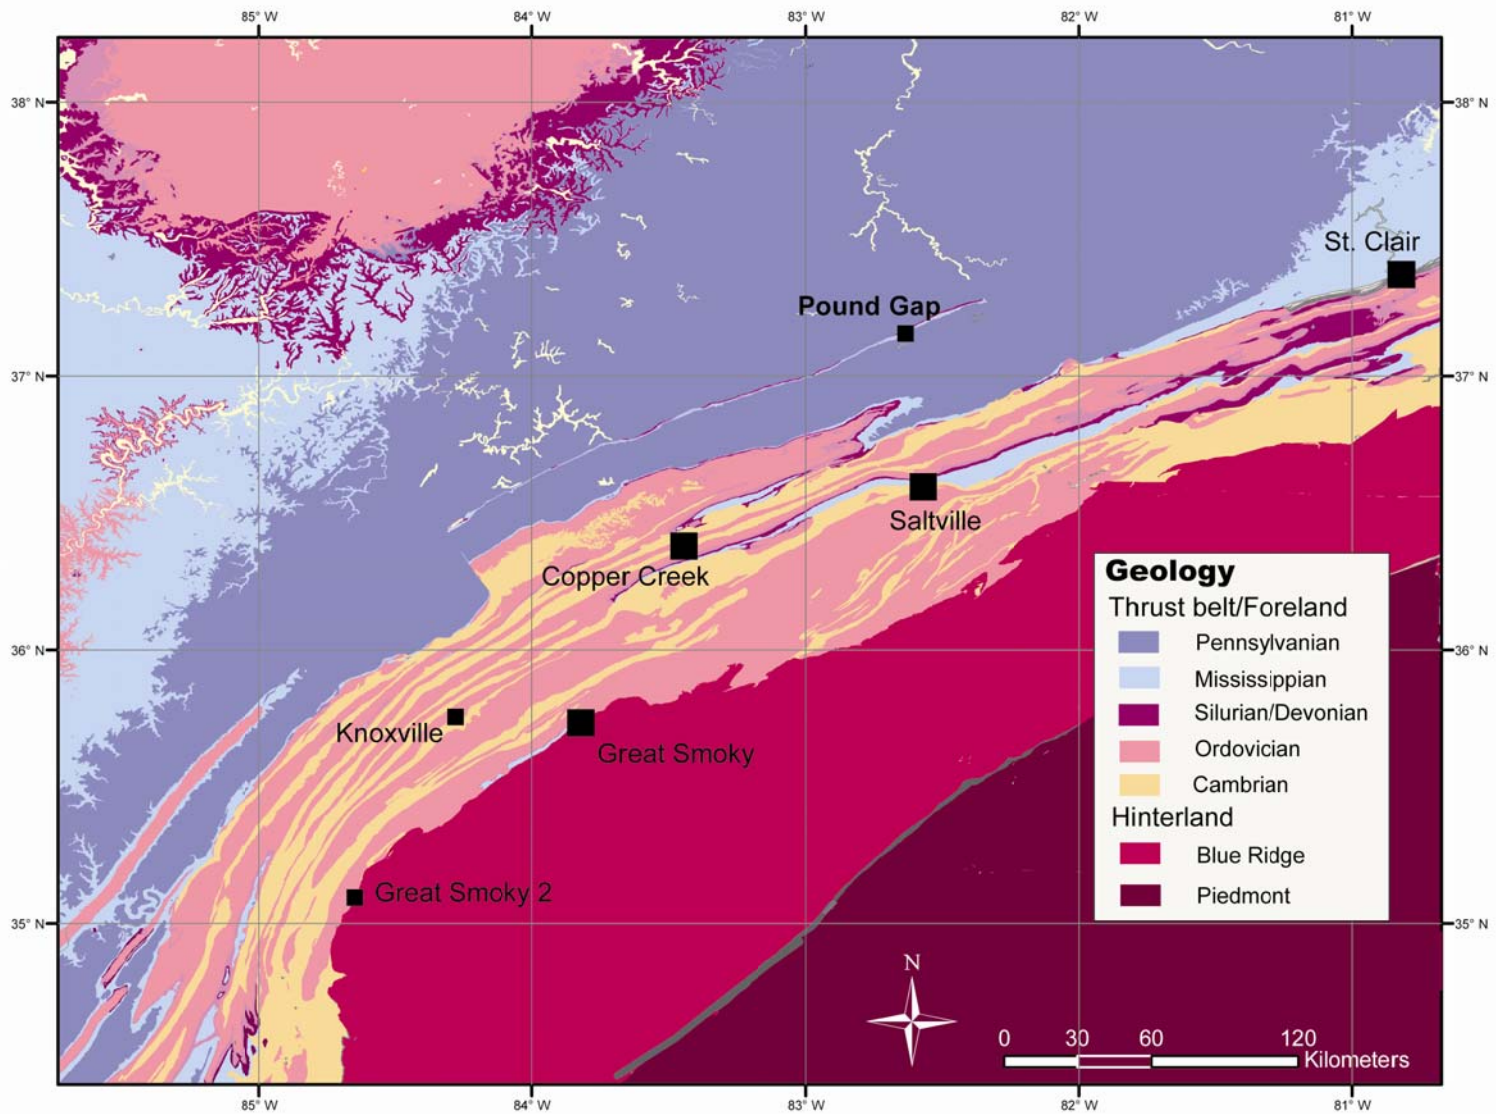 85° W 84° W 83° W 82° W 81° W
38° N 38° N
St. Clair
Pound Gap
37° N 37° N
Saltville
Copper Creek
Geology
Thrust belt/Foreland
Pennsylvanian
36° N 36° N
Mississippian
Silurian/Devonian
Knoxville
Ordovician
Great Smoky
Cambrian
Hinterland
Blue Ridge
Great Smoky 2
Piedmont
35° N 35° N
N
0 30 60 120
Kilometers
85° W 84° W 83° W 82° W 81° W